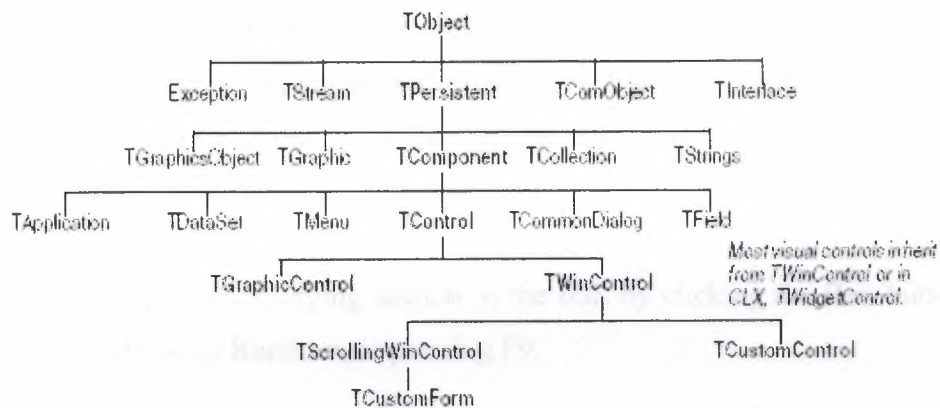 TObject
Exception TStream TPersistent TComObject TInterface
TGraphicsObject TGraphic TComponent TCollection TStrings
TApplication TDataSet TMenu TControl TCommonDialog TField
Most visual controls inherit
from TWinControl or in
CLX, TWidgetControl.
TGraphicControl TWinControl
TScrollingWinControl TCustomControl
TCustomForm